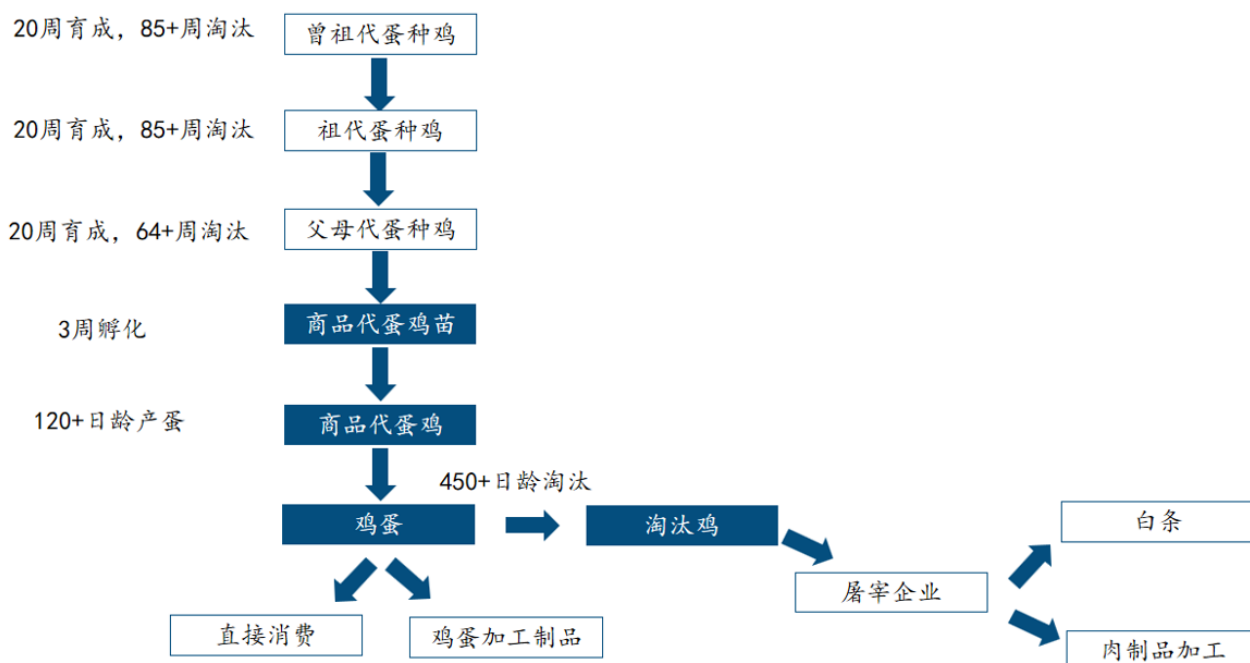 20周育成，85+周淘汰
曾祖代蛋种鸡
20周育成，85+周淘汰
祖代蛋种鸡
20周育成，64+周淘汰
父母代蛋种鸡
3周孵化
商品代蛋鸡苗
120+日龄产蛋
商品代蛋鸡
450+日龄淘汰
鸡蛋
淘汰鸡
白条
屠宰企业
直接消费
鸡蛋加工制品
肉制品加工